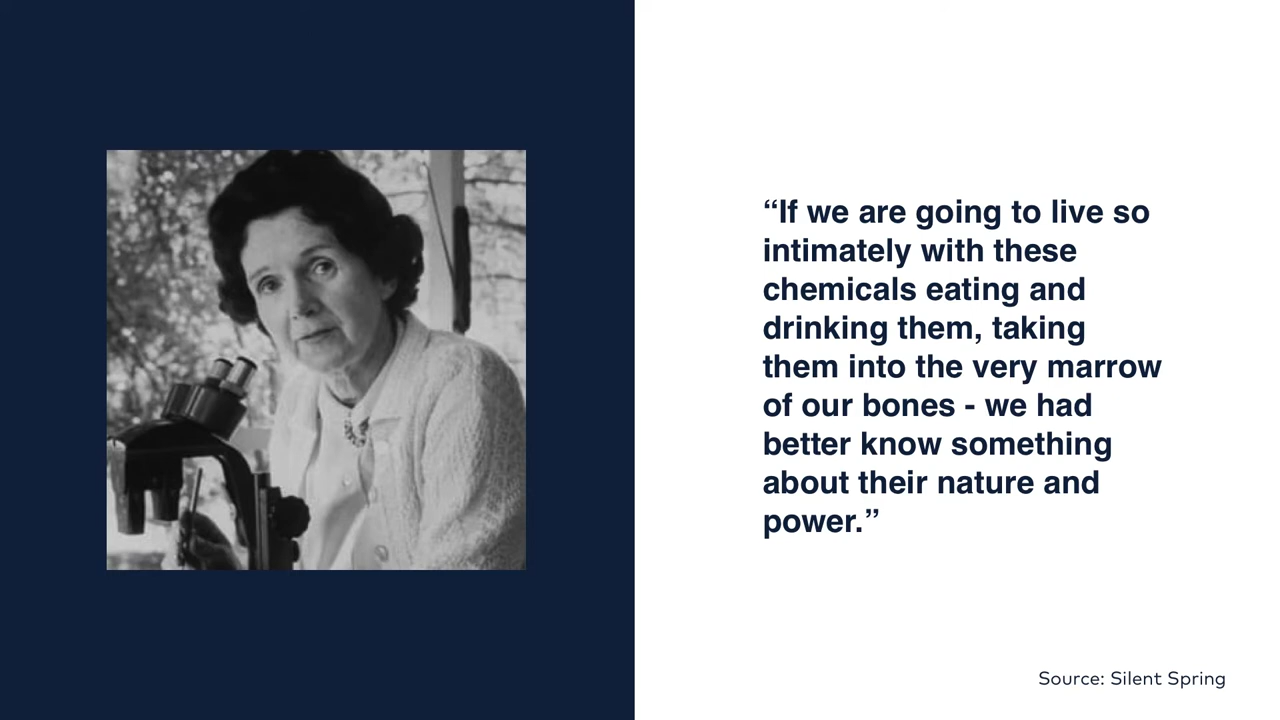 “If we are going to live so
intimately with these
chemicals eating and
drinking them, taking
them into the very marrow
of our bones - we had
better know something
about their nature and
power.”
Source: Silent Spring